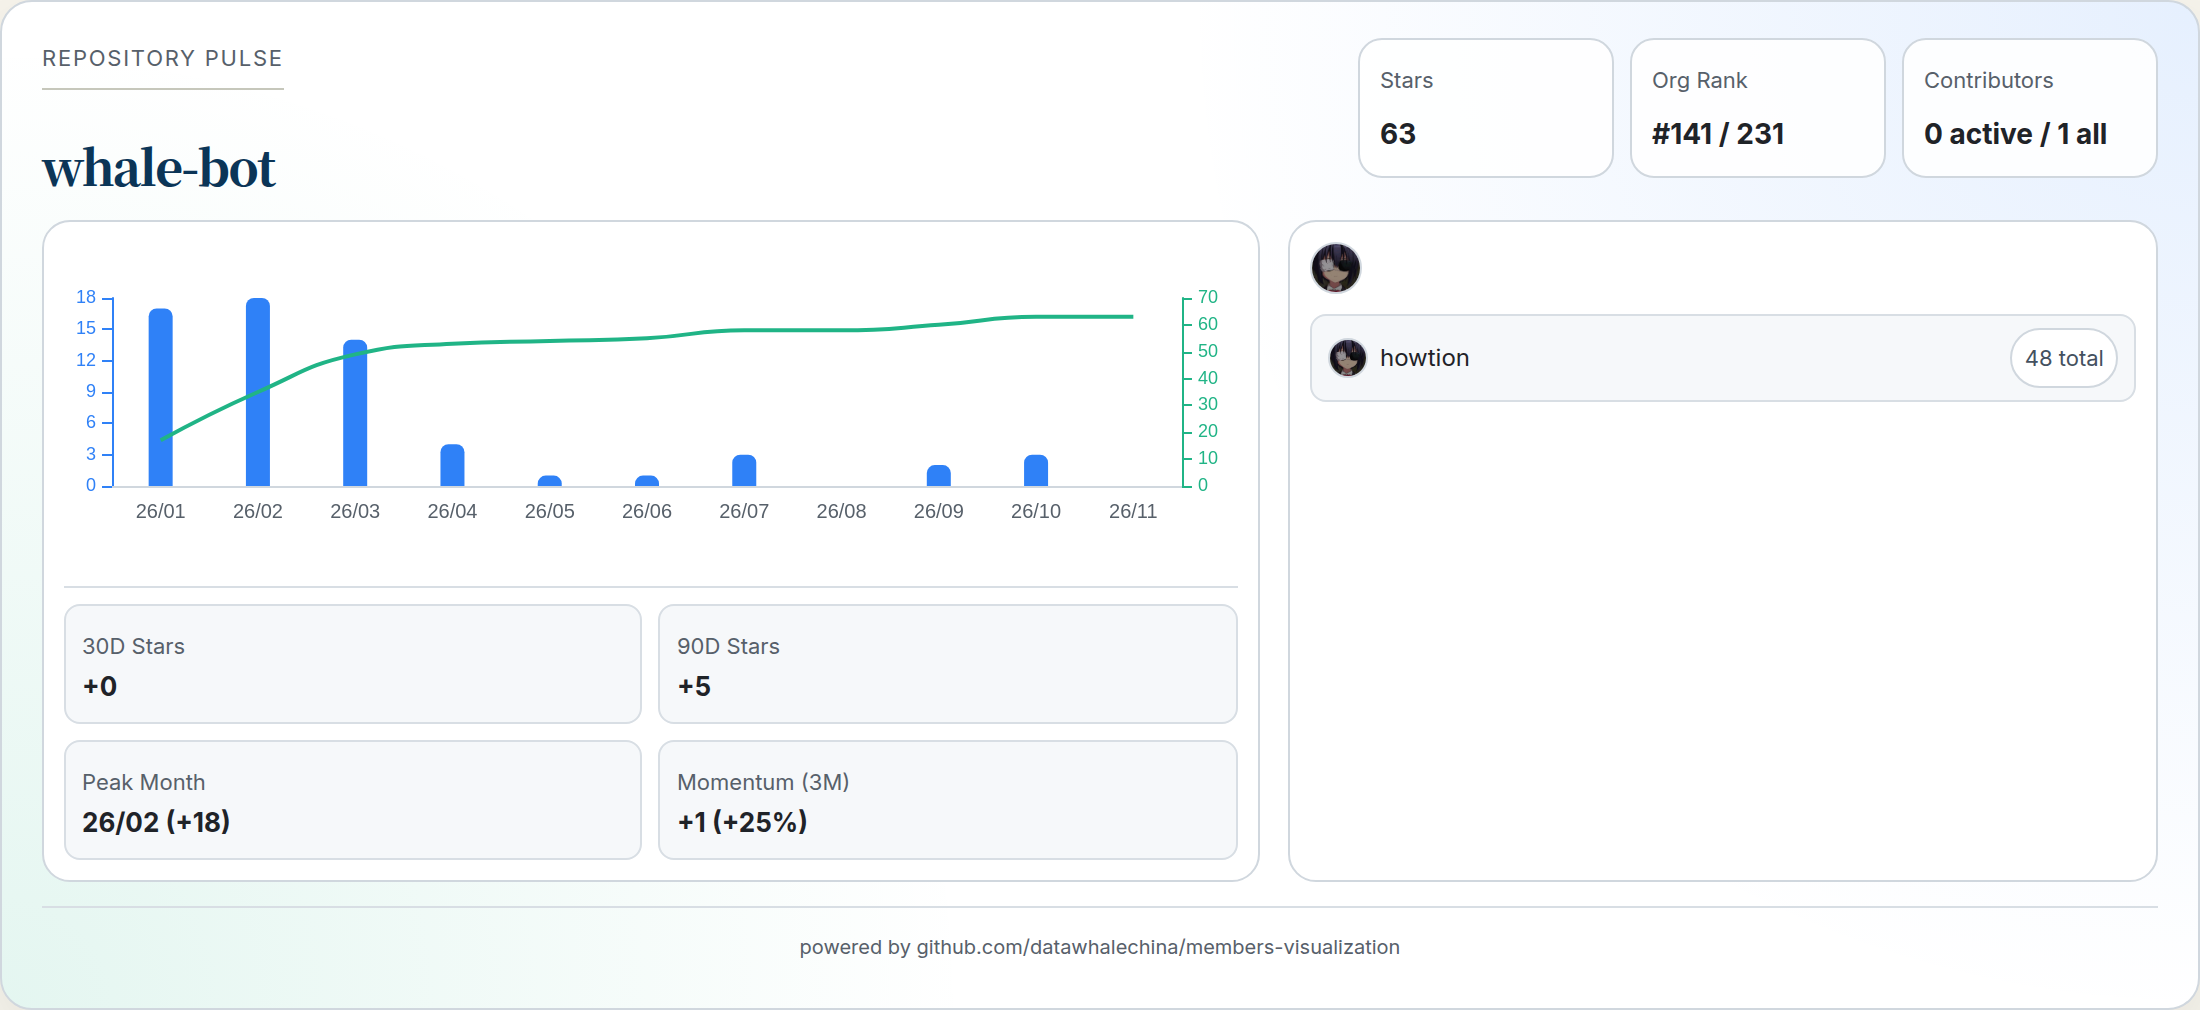 REPOSITORY PULSE
whale-bot
Stars
63
Org Rank
#141 / 231
Contributors
0 active / 1 all
18
15
12
9
6
3
0
70
60
50
40
30
20
10
0
26/01 26/02 26/03 26/04 26/05 26/06 26/07 26/08 26/09 26/10 26/11
30D Stars
+0
90D Stars
+5
Peak Month
26/02 (+18)
Momentum (3M)
+1 (+25%)
howtion
48 total
powered by github.com/datawhalechina/members-visualization